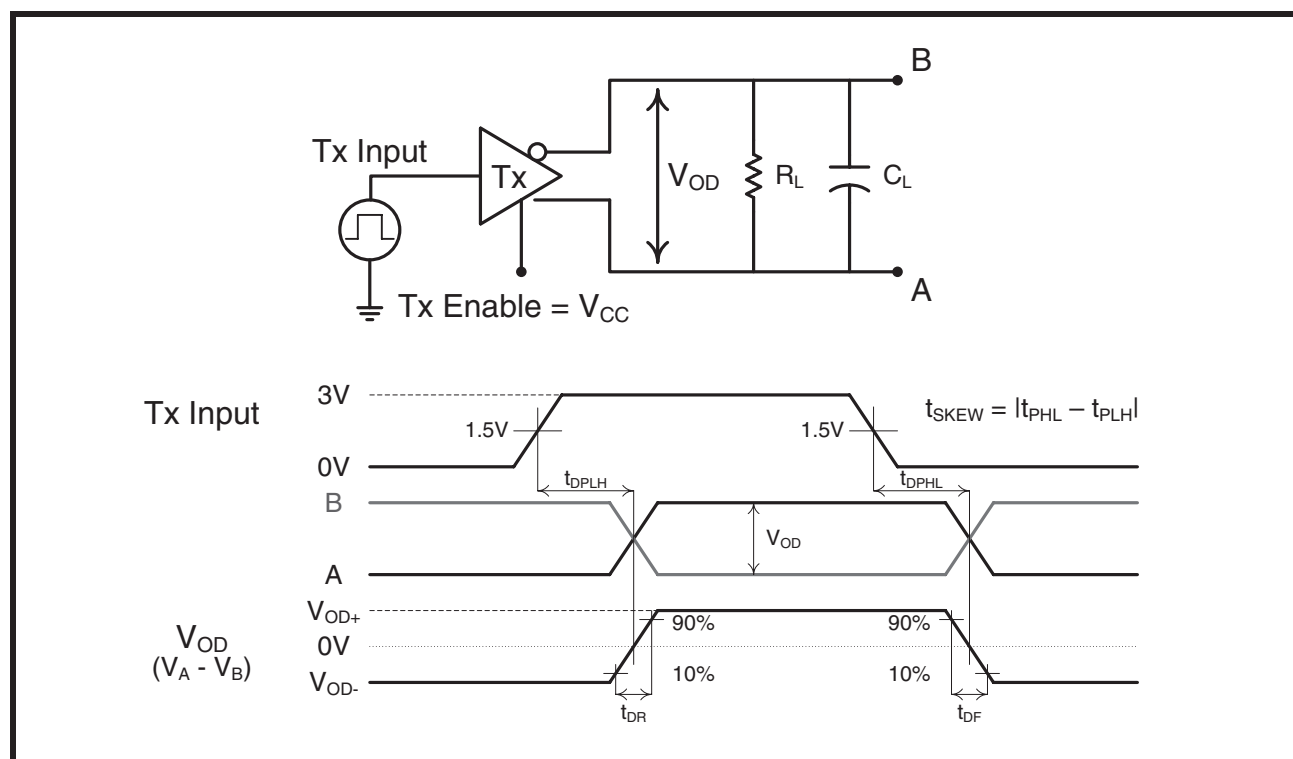 B
Tx Input
Tx
V_OD
R_L
C_L
A
Tx Enable = V_CC
Tx Input
3V
1.5V
1.5V
t_SKEW = |t_PHL – t_PLH|
0V
t_DPLH
t_DPHL
B
V_OD
A
V_OD+
90%
90%
V_OD
0V
(V_A - V_B)
10%
10%
V_OD-
t_DR
t_DF